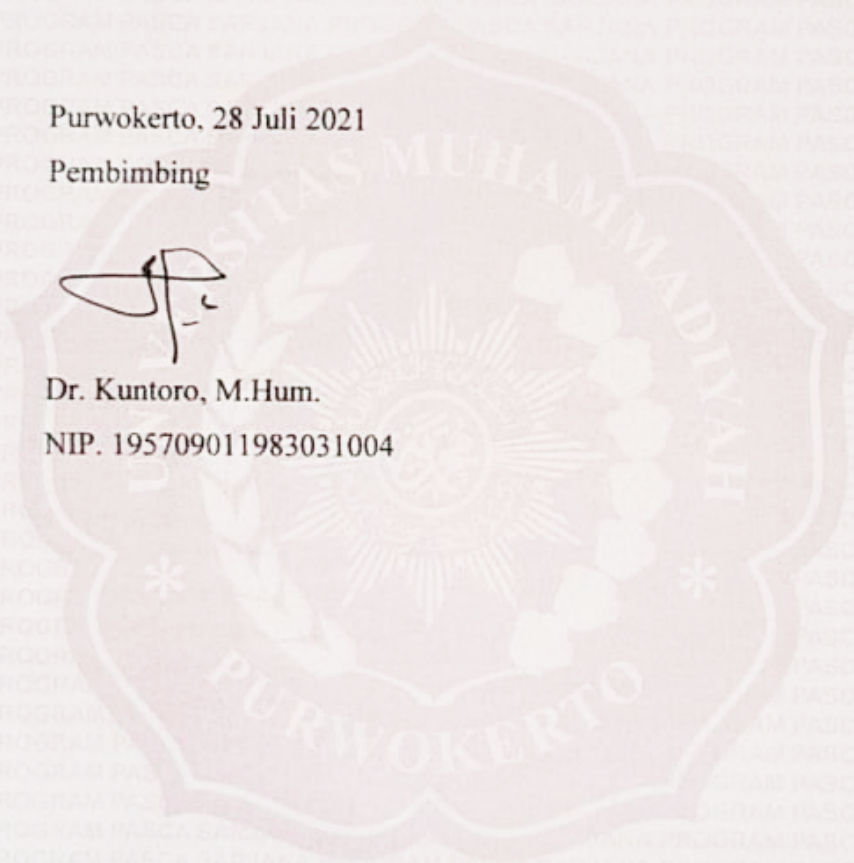 Purwokerto, 28 Juli 2021
Pembimbing
Dr. Kuntoro, M.Hum.
NIP. 195709011983031004
UNIVERSITAS MUHAMMADIYAH
PURWOKERTO